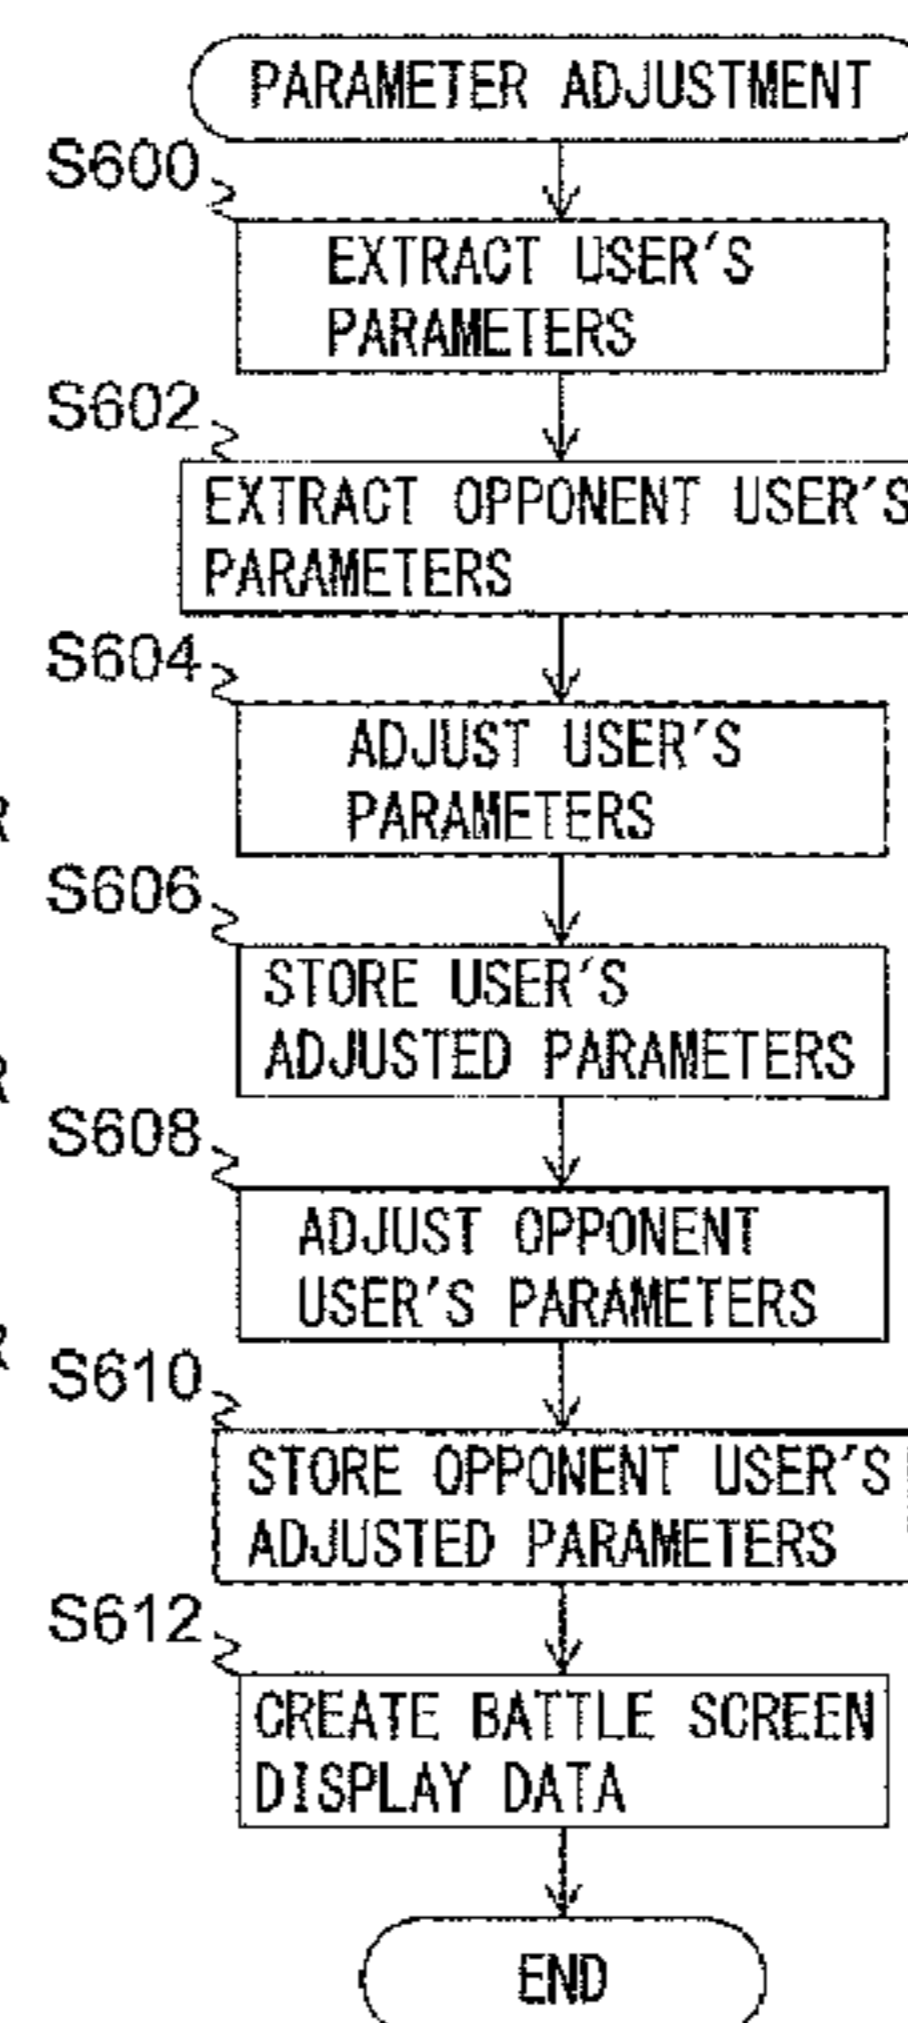 PARAMETER ADJUSTMENT
S600
EXTRACT USER'S
PARAMETERS
S602
EXTRACT OPPONENT USER'S
PARAMETERS
S604
ADJUST USER'S
PARAMETERS
R
S606
STORE USER'S
ADJUSTED PARAMETERS
R
S608
ADJUST OPPONENT
USER'S PARAMETERS
R
S610
STORE OPPONENT USER'S
ADJUSTED PARAMETERS
S612
CREATE BATTLE SCREEN
DISPLAY DATA
END